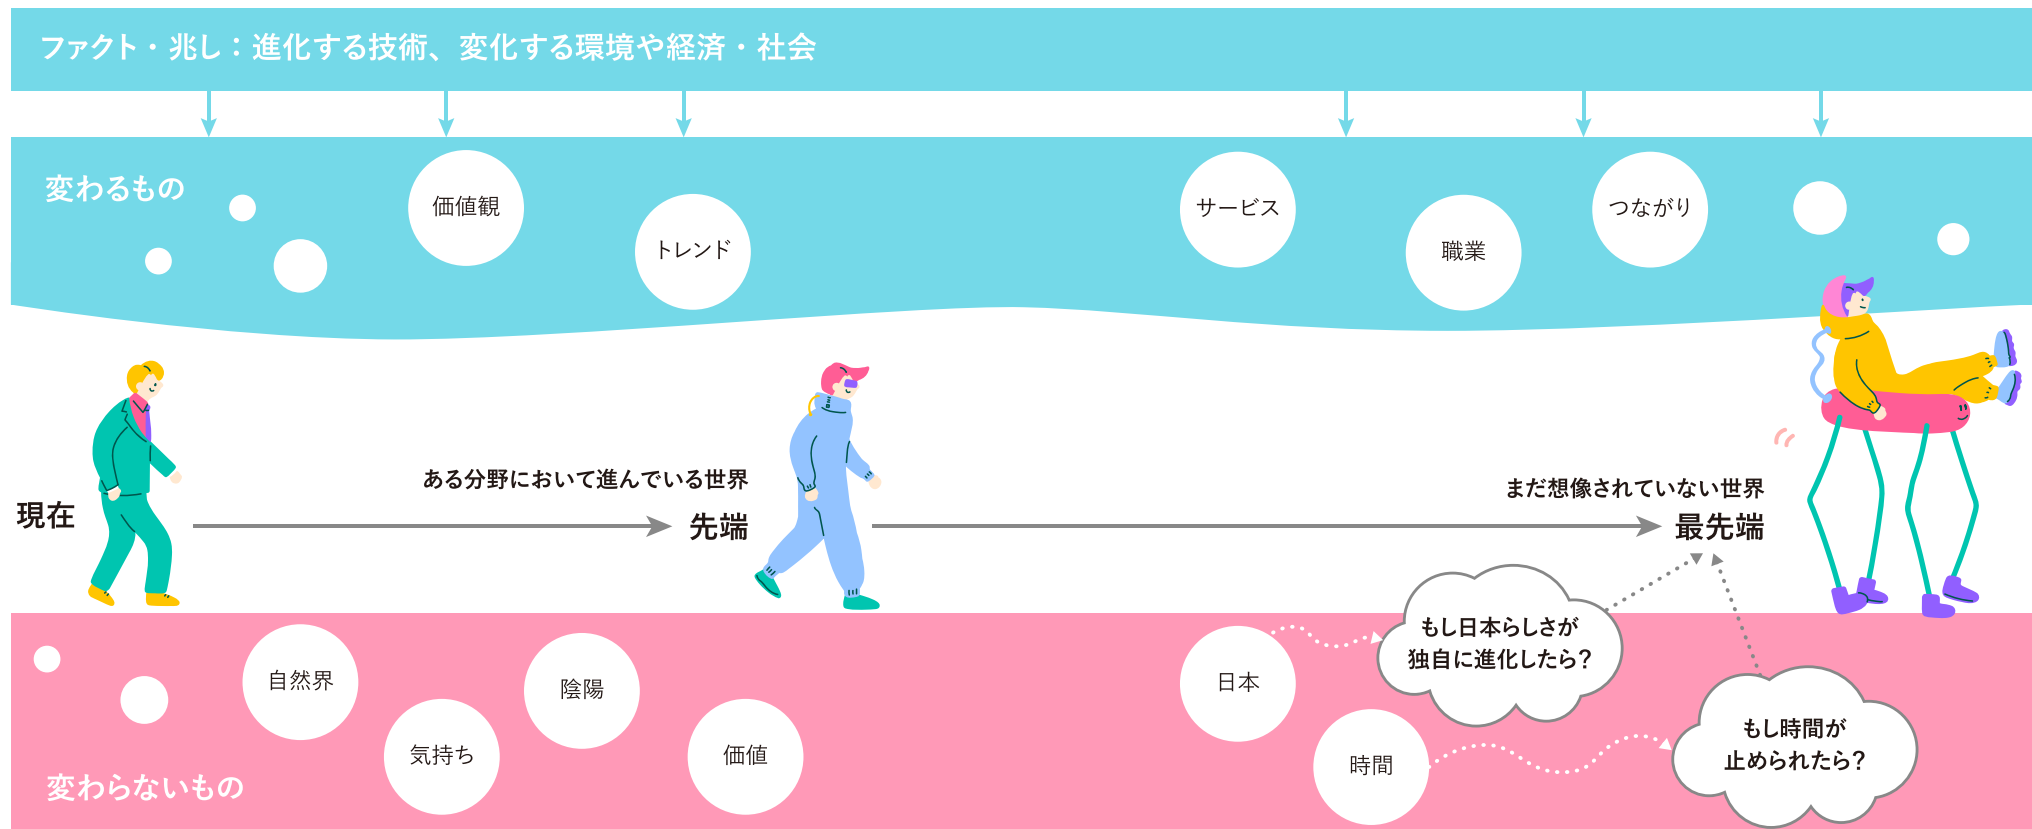 ファクト・兆し：進化する技術、変化する環境や経済・社会
変わるもの
価値観
トレンド
サービス
職業
つながり
現在
ある分野において進んでいる世界
先端
まだ想像されていない世界
最先端
自然界
気持ち
陰陽
価値
日本
時間
もし日本らしさが
独自に進化したら？
もし時間が
止められたら？
変わらないもの